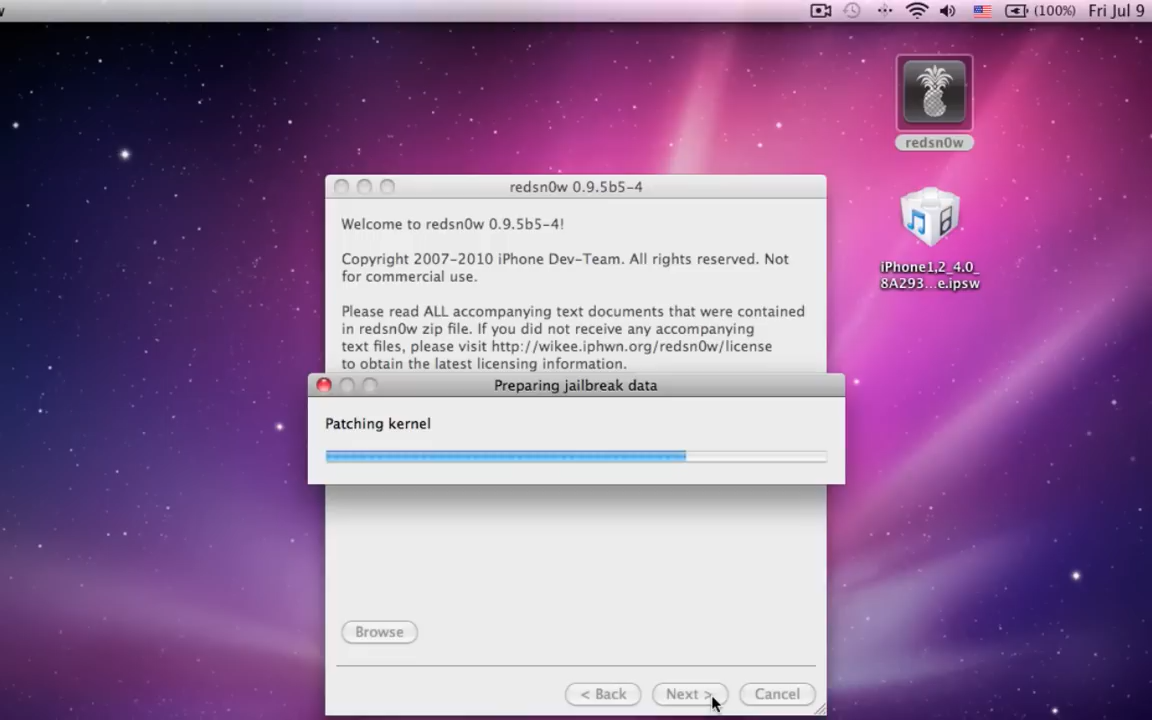 w (100%) Fri Jul 9
redsn0w
iPhone1,2_4.0_
8A293...e.ipsw
redsn0w 0.9.5b5-4
Welcome to redsn0w 0.9.5b5-4!
Copyright 2007-2010 iPhone Dev-Team. All rights reserved. Not
for commercial use.
Please read ALL accompanying text documents that were contained
in redsn0w zip file. If you did not receive any accompanying
text files, please visit http://wikee.iphwn.org/redsn0w/license
to obtain the latest licensing information.
Preparing jailbreak data
Patching kernel
Browse
< Back Next > Cancel